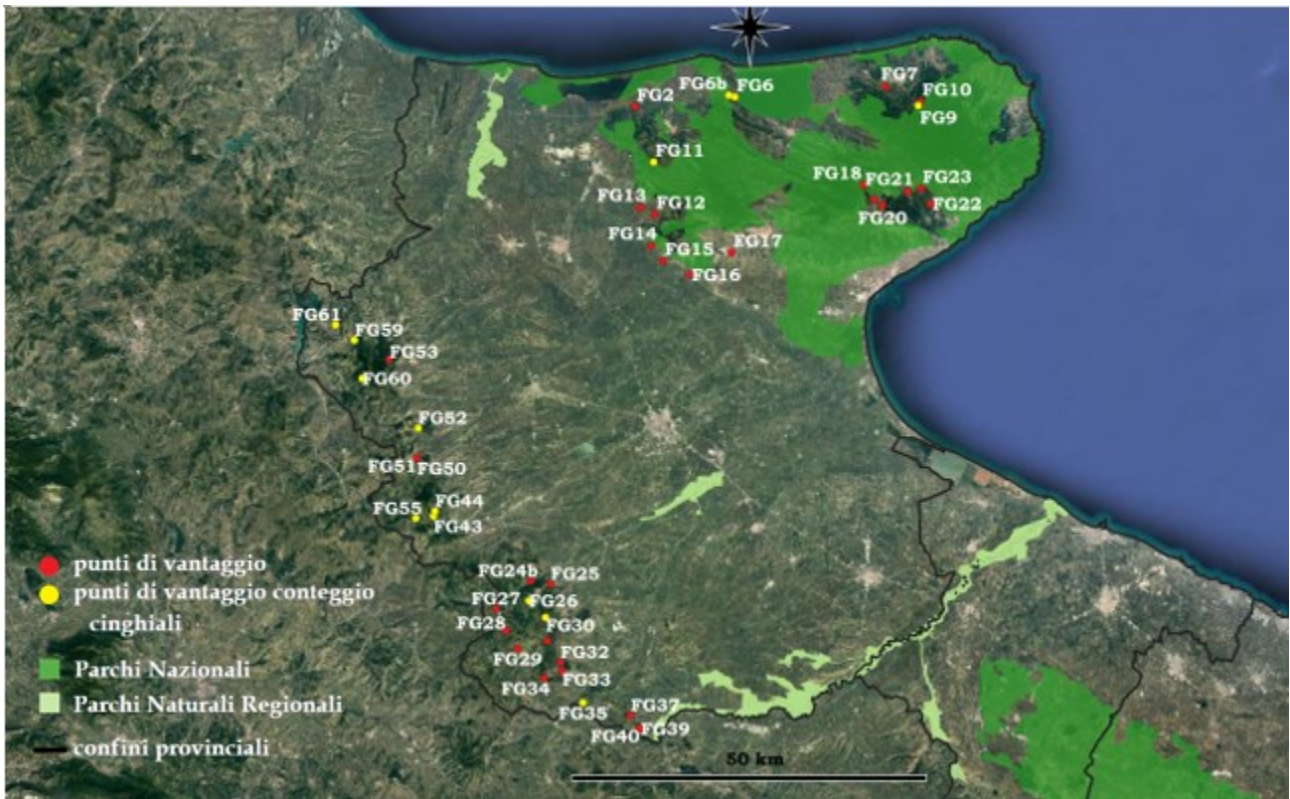 FG7
FG6b
FG6
FG10
FG2
FG9
FG11
FG18
FG21
FG23
FG13
FG12
FG20
FG22
FG14
FG15
FG17
FG16
FG61
FG59
FG53
FG60
FG52
FG51
FG50
FG44
FG55
FG43
punti di vantaggio
punti di vantaggio conteggio
cinghiali
Parchi Nazionali
Parchi Naturali Regionali
confini provinciali
FG24b
FG25
FG27
FG26
FG28
FG30
FG29
FG32
FG33
FG34
FG35
FG37
FG40
FG39
50 km